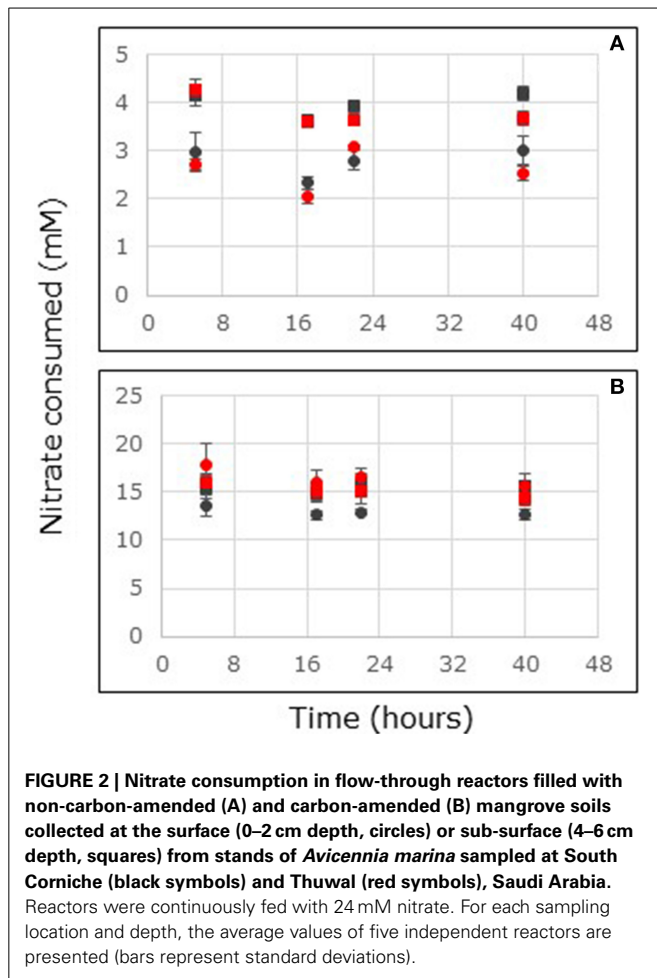 A
5
4
3
2
1
0
0 8 16 24 32 40 48
B
25
20
15
10
5
0
0 8 16 24 32 40 48
Nitrate consumed (mM)
Time (hours)
FIGURE 2 | Nitrate consumption in flow-through reactors filled with
non-carbon-amended (A) and carbon-amended (B) mangrove soils
collected at the surface (0–2 cm depth, circles) or sub-surface (4–6 cm
depth, squares) from stands of Avicennia marina sampled at South
Corniche (black symbols) and Thuwal (red symbols), Saudi Arabia.
Reactors were continuously fed with 24 mM nitrate. For each sampling
location and depth, the average values of five independent reactors are
presented (bars represent standard deviations).